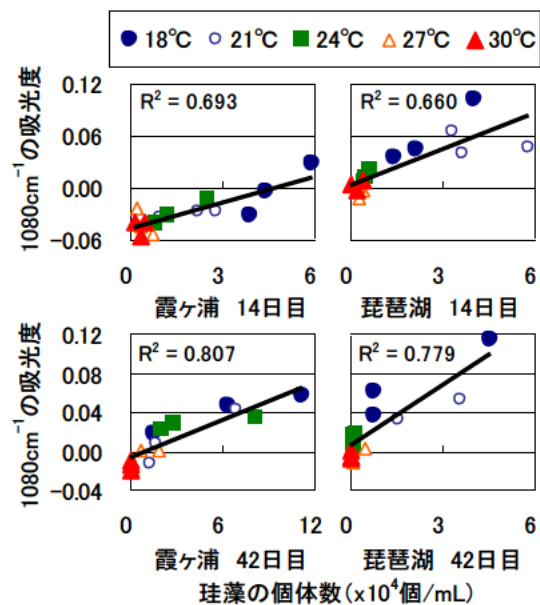 18℃ 21℃ 24℃ 27℃ 30℃
1080cm⁻¹の吸光度
0.12
0.06
0.00
-0.06
R² = 0.693
0 3 6
霞ヶ浦 14日目
R² = 0.660
0 3 6
琵琶湖 14日目
1080cm⁻¹の吸光度
0.12
0.08
0.04
0.00
-0.04
R² = 0.807
0 3 6 9 12
霞ヶ浦 42日目
R² = 0.779
0 3 6
琵琶湖 42日目
珪藻の個体数(x10⁴個/mL)